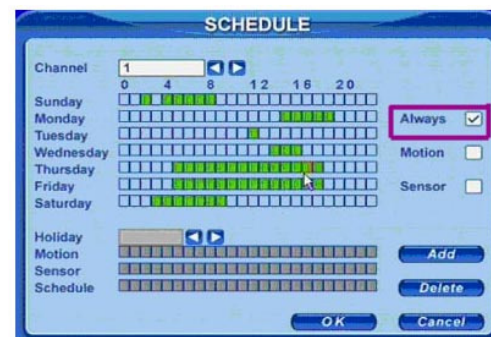 SCHEDULE
Channel 1
0 4 8 12 16 20
Sunday
Monday
Tuesday
Wednesday
Thursday
Friday
Saturday
Always
Motion
Sensor
Holiday
Motion
Sensor
Schedule
Add
Delete
OK
Cancel